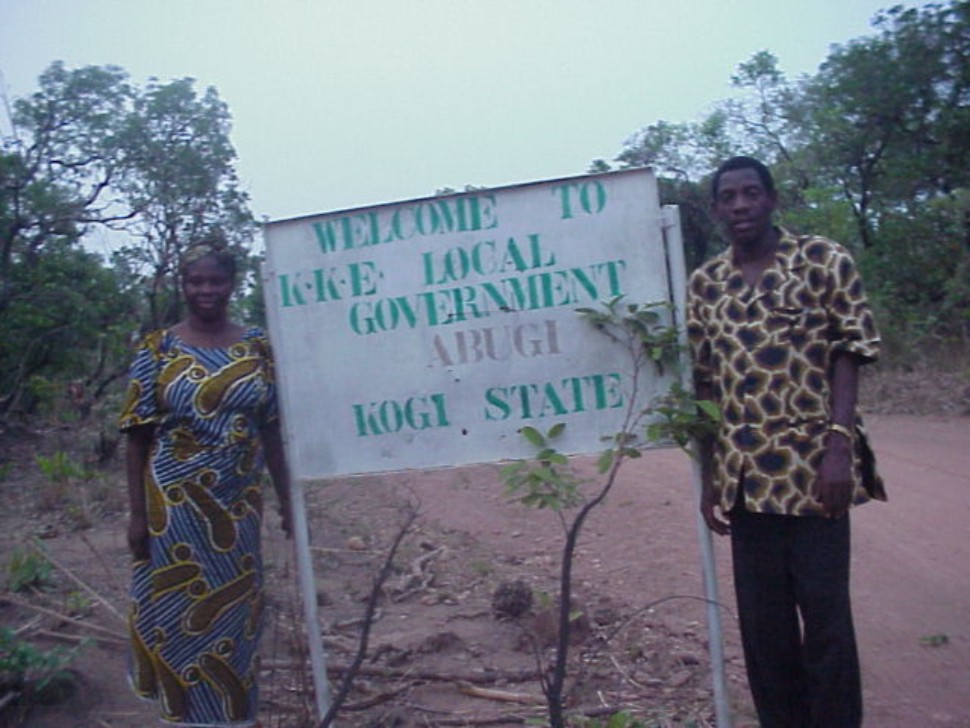 WELCOME TO
K·K·E· LOCAL
GOVERNMENT
ABUGI
KOGI STATE